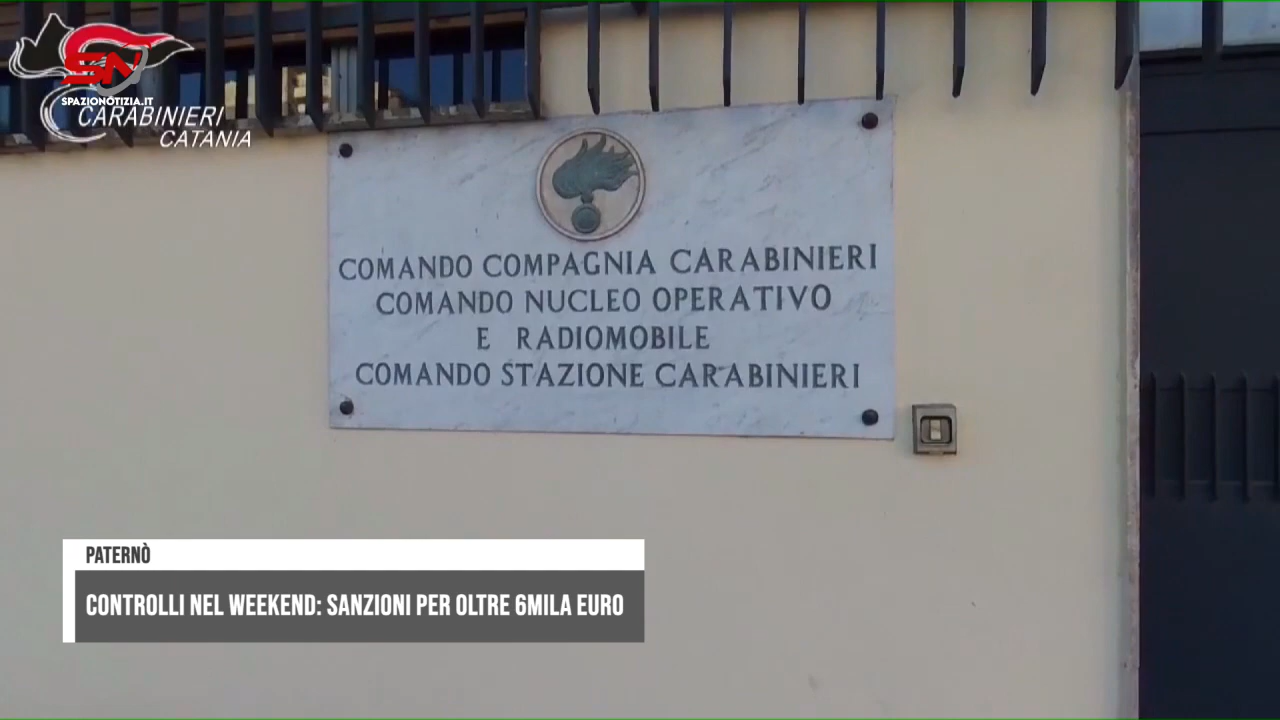 SN
SPAZIONOTIZIA.IT
CARABINIERI
CATANIA
COMANDO COMPAGNIA CARABINIERI
COMANDO NUCLEO OPERATIVO
E RADIOMOBILE
COMANDO STAZIONE CARABINIERI
PATERNÒ
CONTROLLI NEL WEEKEND: SANZIONI PER OLTRE 6MILA EURO